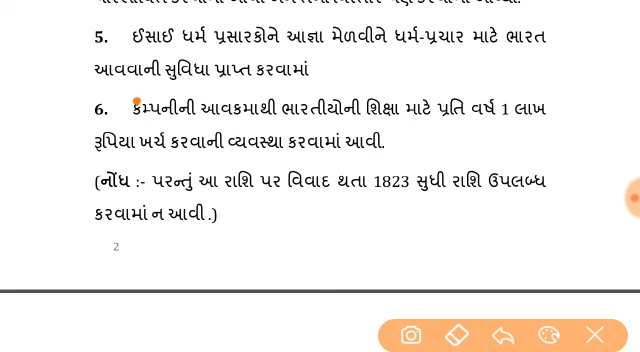 5. ઈસાઈ ધર્મ પ્રસારકોને આજ્ઞા મેળવીને ધર્મ-પ્રચાર માટે ભારત
આવવાની સુવિધા પ્રાપ્ત કરવામાં
6. કમ્પનીની આવકમાથી ભારતીયોની શિક્ષા માટે પ્રતિ વર્ષ 1 લાખ
રૂપિયા ખર્ચ કરવાની વ્યવસ્થા કરવામાં આવી.
(નોંધ :- પરન્તું આ રાશિ પર વિવાદ થતા 1823 સુધી રાશિ ઉપલબ્ધ
કરવામાં ન આવી.)
2